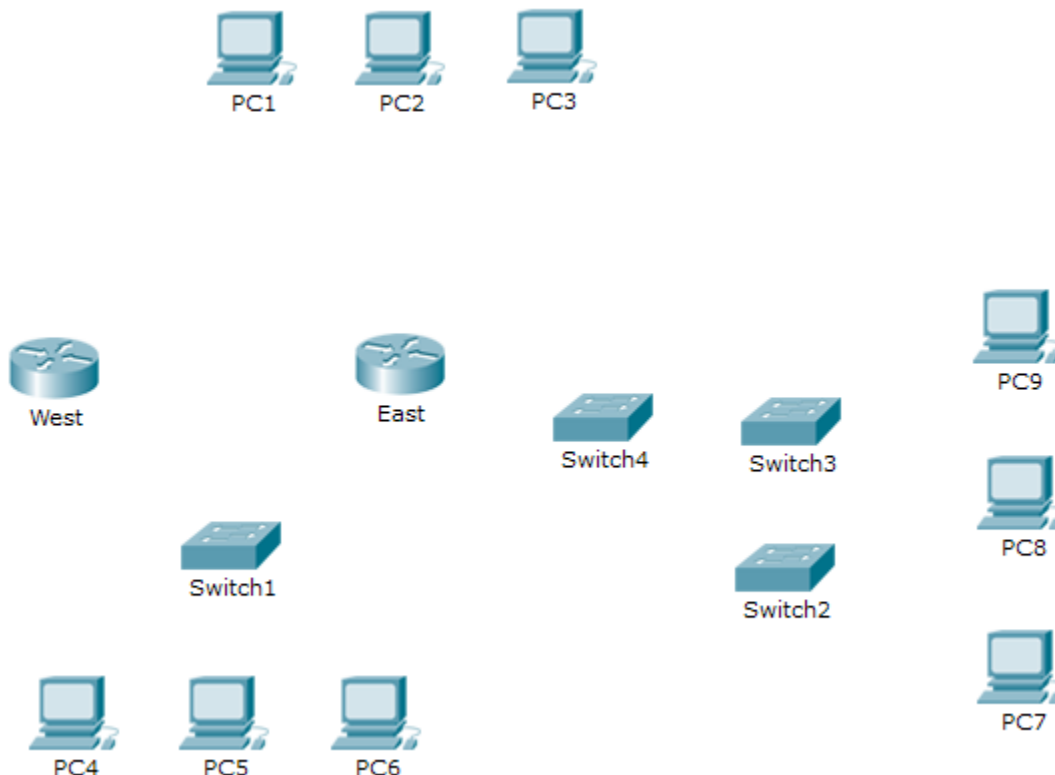 PC1 PC2 PC3
PC9
West East
Switch4 Switch3
PC8
Switch1
Switch2
PC7
PC4 PC5 PC6